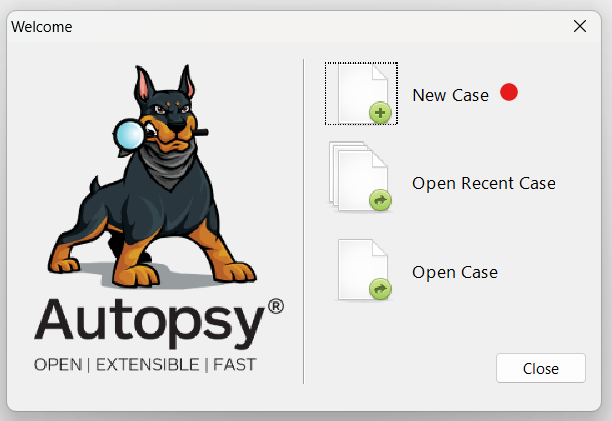 Welcome
New Case
Open Recent Case
Open Case
Autopsy®
OPEN | EXTENSIBLE | FAST
Close